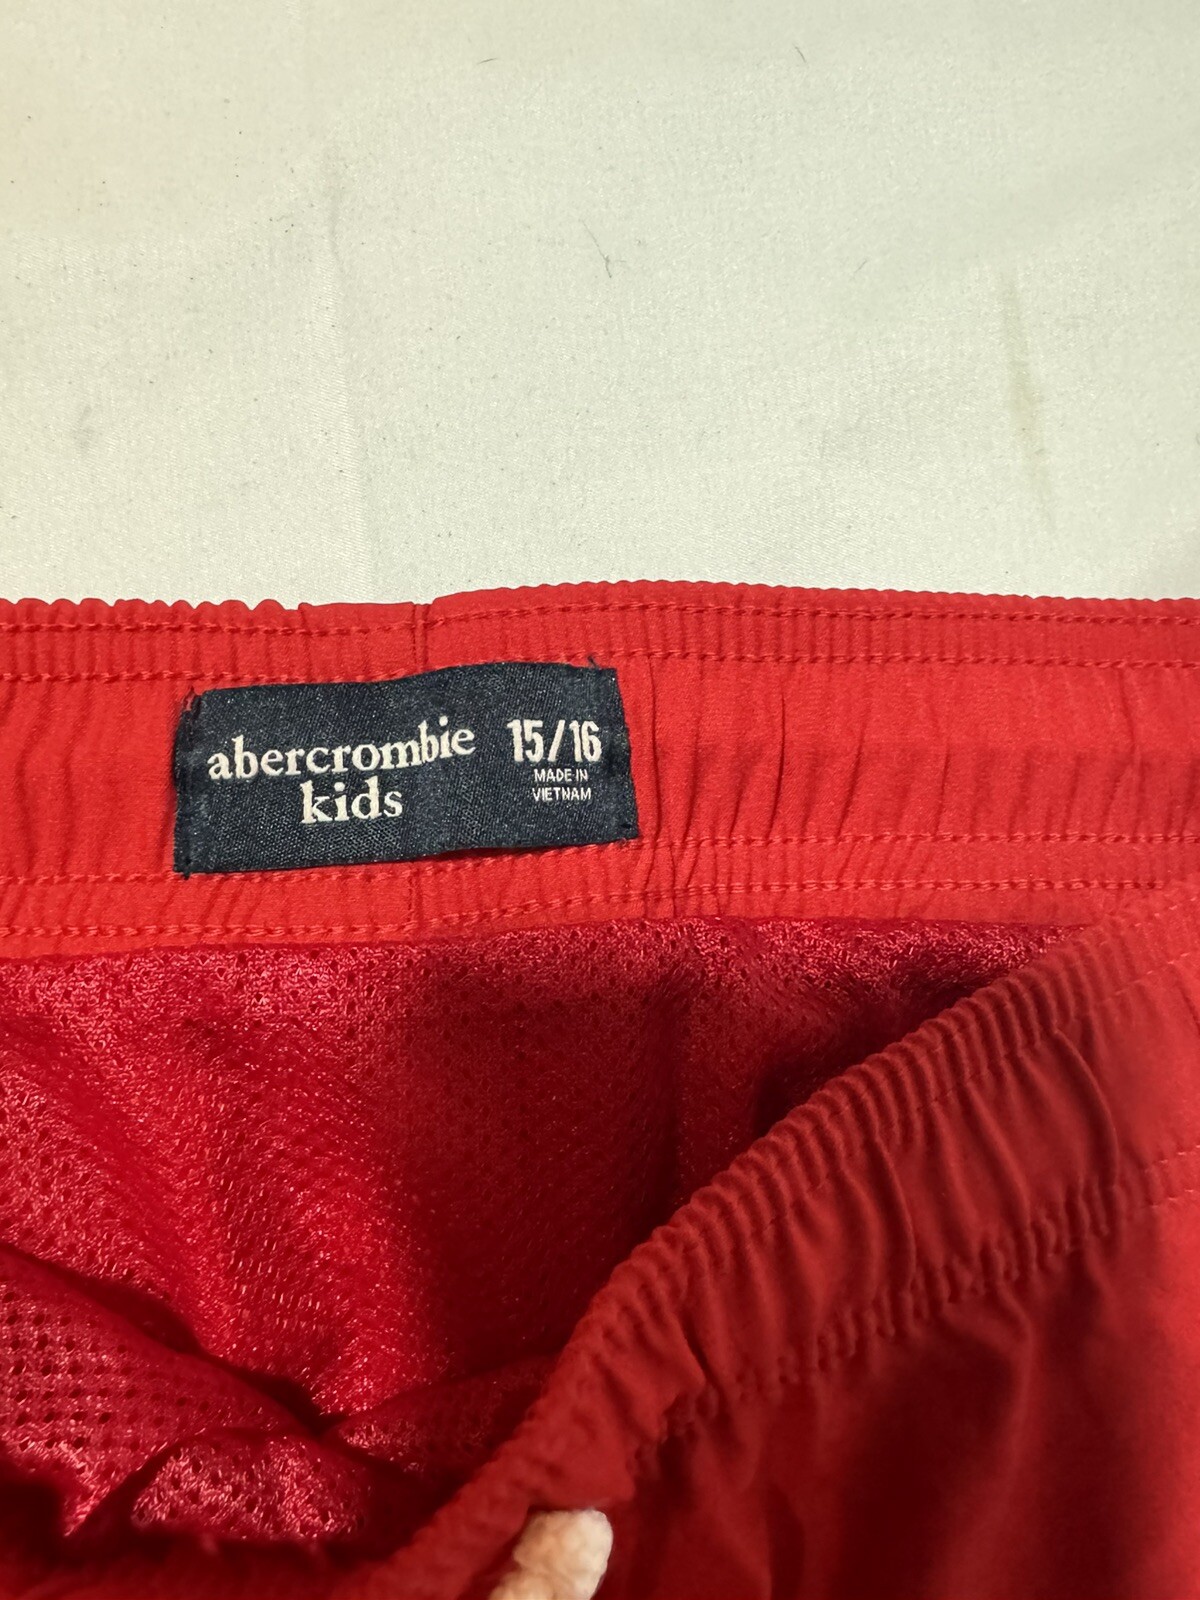 abercrombie
kids
15/16
MADE IN
VIETNAM